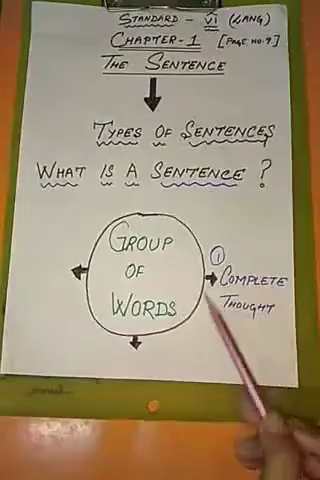 STANDARD - VI (LANG)
CHAPTER-1 [PAGE NO.9]
THE SENTENCE
TYPES OF SENTENCES
WHAT IS A SENTENCE?
GROUP
OF
WORDS
① COMPLETE
THOUGHT